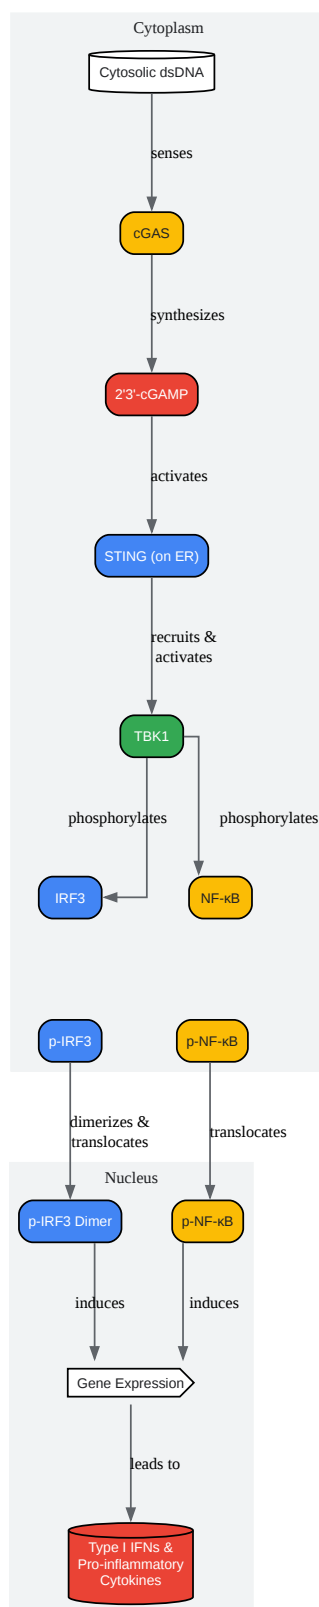 Cytoplasm
Cytosolic dsDNA
senses
cGAS
synthesizes
2'3'-cGAMP
activates
STING (on ER)
recruits &
activates
TBK1
phosphorylates
phosphorylates
IRF3
NF-κB
p-IRF3
p-NF-κB
dimerizes &
translocates
translocates
Nucleus
p-IRF3 Dimer
p-NF-κB
induces
induces
Gene Expression
leads to
Type I IFNs &
Pro-inflammatory
Cytokines